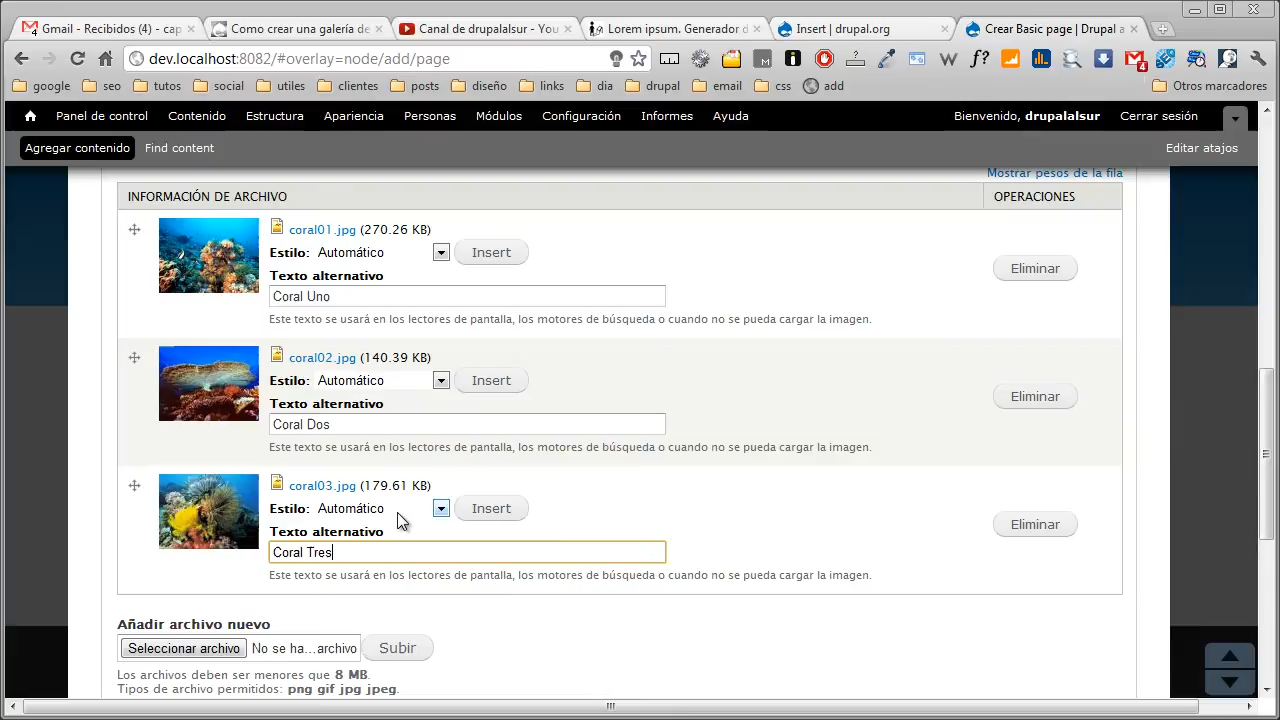 Gmail - Recibidos (4) - cap
Como crear una galería de
Canal de drupalalsur - You
Lorem ipsum. Generador d
Insert | drupal.org
Crear Basic page | Drupal a
dev.localhost:8082/#overlay=node/add/page
google seo tutos social utiles clientes posts diseño links dia drupal email css add Otros marcadores
Panel de control Contenido Estructura Apariencia Personas Módulos Configuración Informes Ayuda Bienvenido, drupalalsur Cerrar sesión
Agregar contenido Find content Editar atajos
Mostrar pesos de la fila
INFORMACIÓN DE ARCHIVO OPERACIONES
coral01.jpg (270.26 KB)
Estilo: Automático Insert
Eliminar
Texto alternativo
Coral Uno
Este texto se usará en los lectores de pantalla, los motores de búsqueda o cuando no se pueda cargar la imagen.
coral02.jpg (140.39 KB)
Estilo: Automático Insert
Eliminar
Texto alternativo
Coral Dos
Este texto se usará en los lectores de pantalla, los motores de búsqueda o cuando no se pueda cargar la imagen.
coral03.jpg (179.61 KB)
Estilo: Automático Insert
Eliminar
Texto alternativo
Coral Tres
Este texto se usará en los lectores de pantalla, los motores de búsqueda o cuando no se pueda cargar la imagen.
Añadir archivo nuevo
Seleccionar archivo No se ha...archivo Subir
Los archivos deben ser menores que 8 MB.
Tipos de archivo permitidos: png gif jpg jpeg.